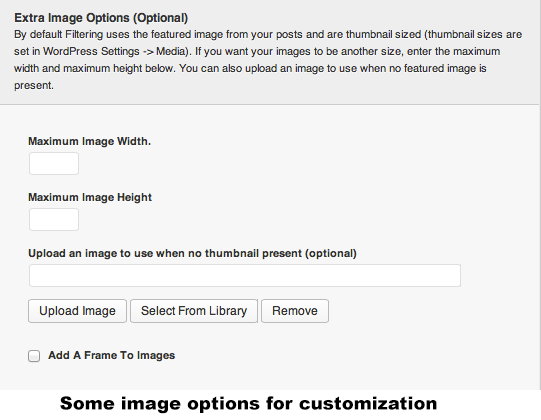 Extra Image Options (Optional)
By default Filtering uses the featured image from your posts and are thumbnail sized (thumbnail sizes are
set in WordPress Settings -> Media). If you want your images to be another size, enter the maximum
width and maximum height below. You can also upload an image to use when no featured image is
present.
Maximum Image Width.
Maximum Image Height
Upload an image to use when no thumbnail present (optional)
Upload Image Select From Library Remove
Add A Frame To Images
Some image options for customization